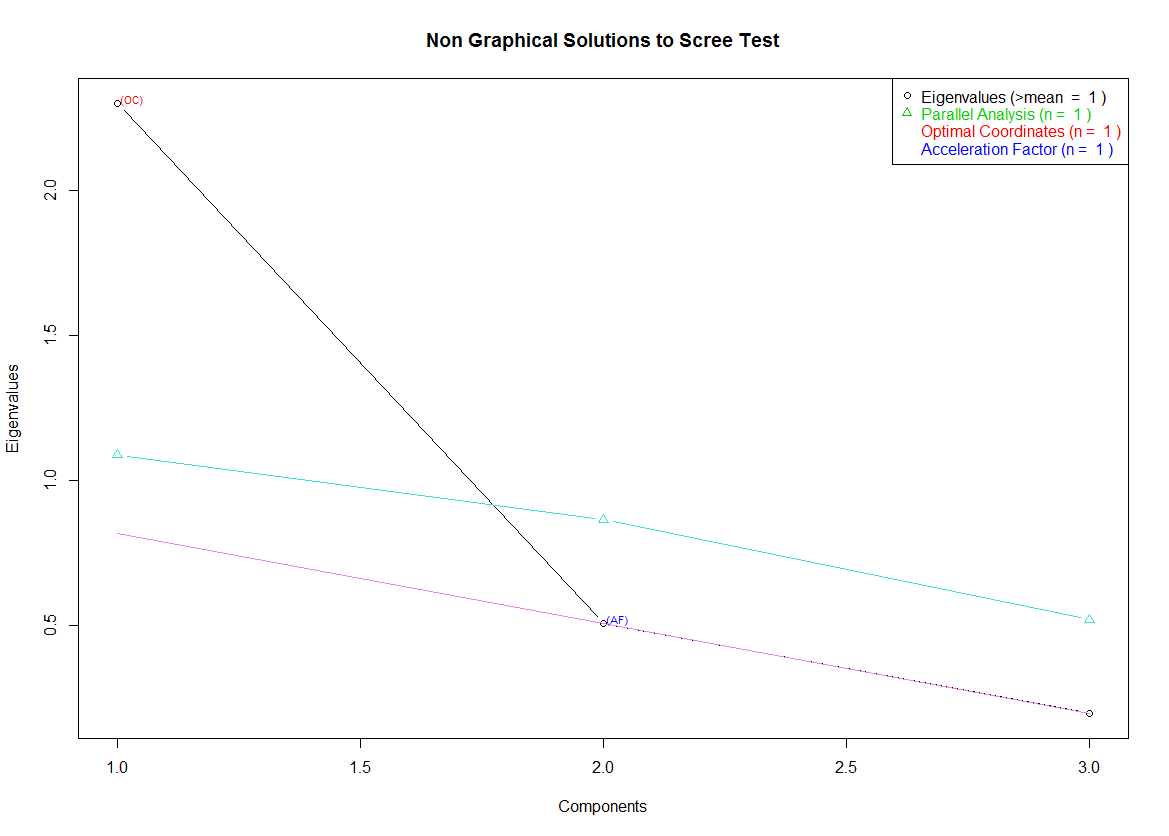 Non Graphical Solutions to Scree Test
(OC)
Eigenvalues (>mean  =  1 )
Parallel Analysis (n =  1 )
Optimal Coordinates (n =  1 )
Acceleration Factor (n =  1 )
2.0
1.5
Eigenvalues
1.0
0.5
(AF)
1.0 1.5 2.0 2.5 3.0
Components